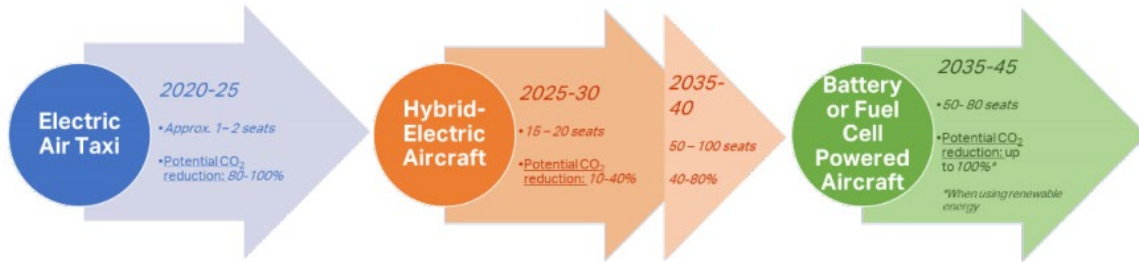 Electric
Air Taxi
2020-25
•Approx. 1– 2 seats
•Potential CO₂
reduction: 80-100%
Hybrid-
Electric
Aircraft
2025-30
•15 – 20 seats
•Potential CO₂
reduction: 10-40%
2035-
40
50 – 100 seats
40-80%
Battery
or Fuel
Cell
Powered
Aircraft
2035-45
•50- 80 seats
•Potential CO₂
reduction: up
to 100%*
*When using renewable
energy